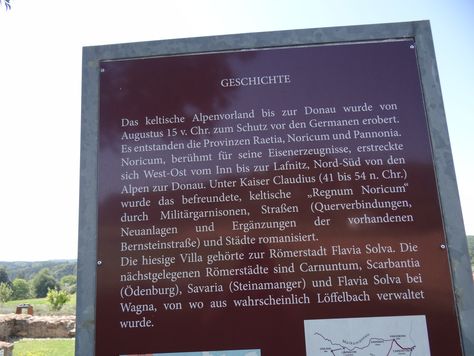 GESCHICHTE
Das keltische Alpenvorland bis zur Donau wurde von
Augustus 15 v. Chr. zum Schutz vor den Germanen erobert.
Es entstanden die Provinzen Raetia, Noricum und Pannonia.
Noricum, berühmt für seine Eisenerzeugnisse, erstreckte
sich West-Ost vom Inn bis zur Lafnitz, Nord-Süd von den
Alpen zur Donau. Unter Kaiser Claudius (41 bis 54 n. Chr.)
wurde das befreundete, keltische „Regnum Noricum"
durch Militärgarnisonen, Straßen (Querverbindungen,
Neuanlagen und Ergänzungen der vorhandenen
Bernsteinstraße) und Städte romanisiert.
Die hiesige Villa gehörte zur Römerstadt Flavia Solva. Die
nächstgelegenen Römerstädte sind Carnuntum, Scarbantia
(Ödenburg), Savaria (Steinamanger) und Flavia Solva bei
Wagna, von wo aus wahrscheinlich Löffelbach verwaltet
wurde.